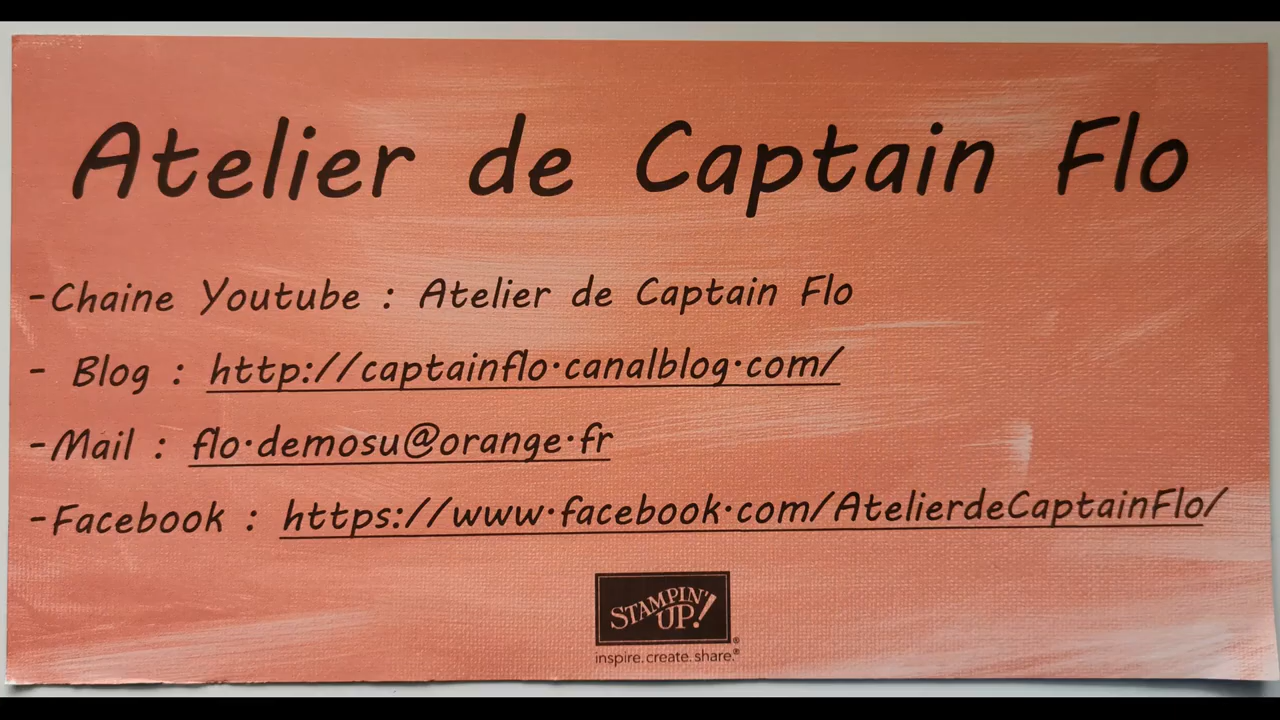 Atelier de Captain Flo
-Chaine Youtube : Atelier de Captain Flo
- Blog : http://captainflo.canalblog.com/
-Mail : flo.demosu@orange.fr
-Facebook : https://www.facebook.com/AtelierdeCaptainFlo/
STAMPIN' UP!®
inspire.create.share.®